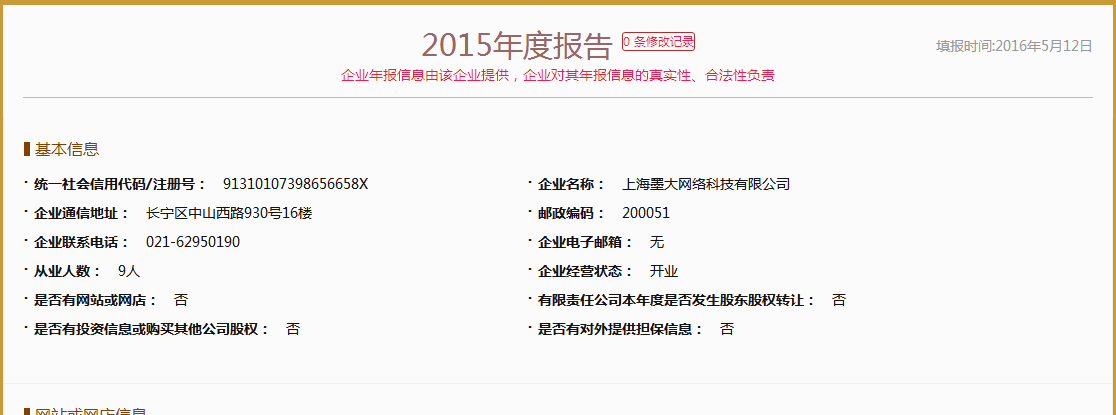 2015年度报告 0 条修改记录 填报时间:2016年5月12日
企业年报信息由该企业提供，企业对其年报信息的真实性、合法性负责
基本信息
· 统一社会信用代码/注册号： 91310107398656658X · 企业名称： 上海墨大网络科技有限公司
· 企业通信地址： 长宁区中山西路930号16楼 · 邮政编码： 200051
· 企业联系电话： 021-62950190 · 企业电子邮箱： 无
· 从业人数： 9人 · 企业经营状态： 开业
· 是否有网站或网店： 否 · 有限责任公司本年度是否发生股东股权转让： 否
· 是否有投资信息或购买其他公司股权： 否 · 是否有对外提供担保信息： 否
网站或网店信息